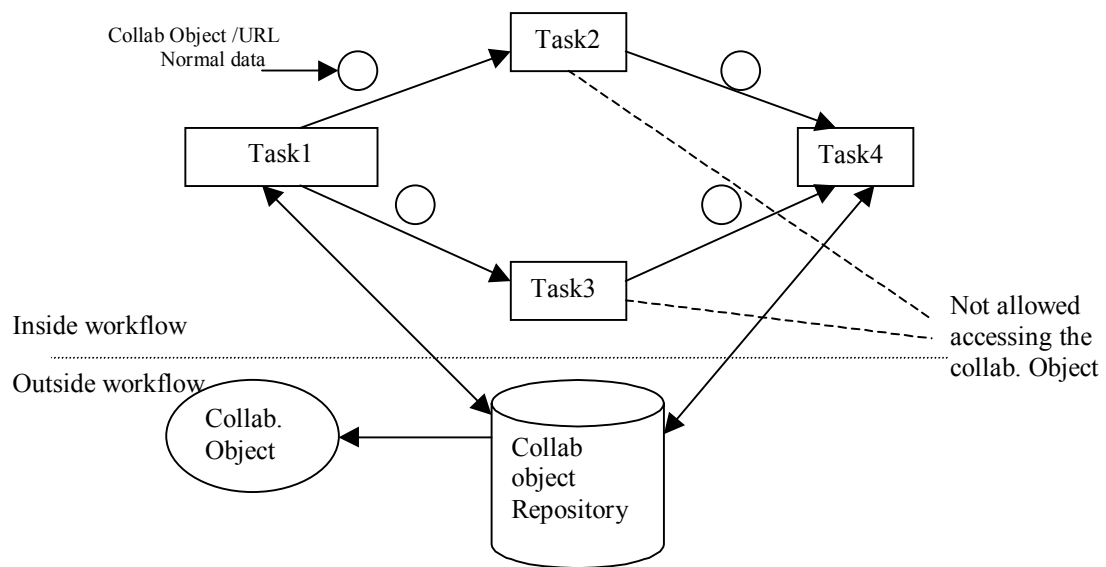 Collab Object /URL
Normal data
Task2
Task1
Task4
Task3
Not allowed
accessing the
collab. Object
Inside workflow
Outside workflow
Collab.
Object
Collab
object
Repository